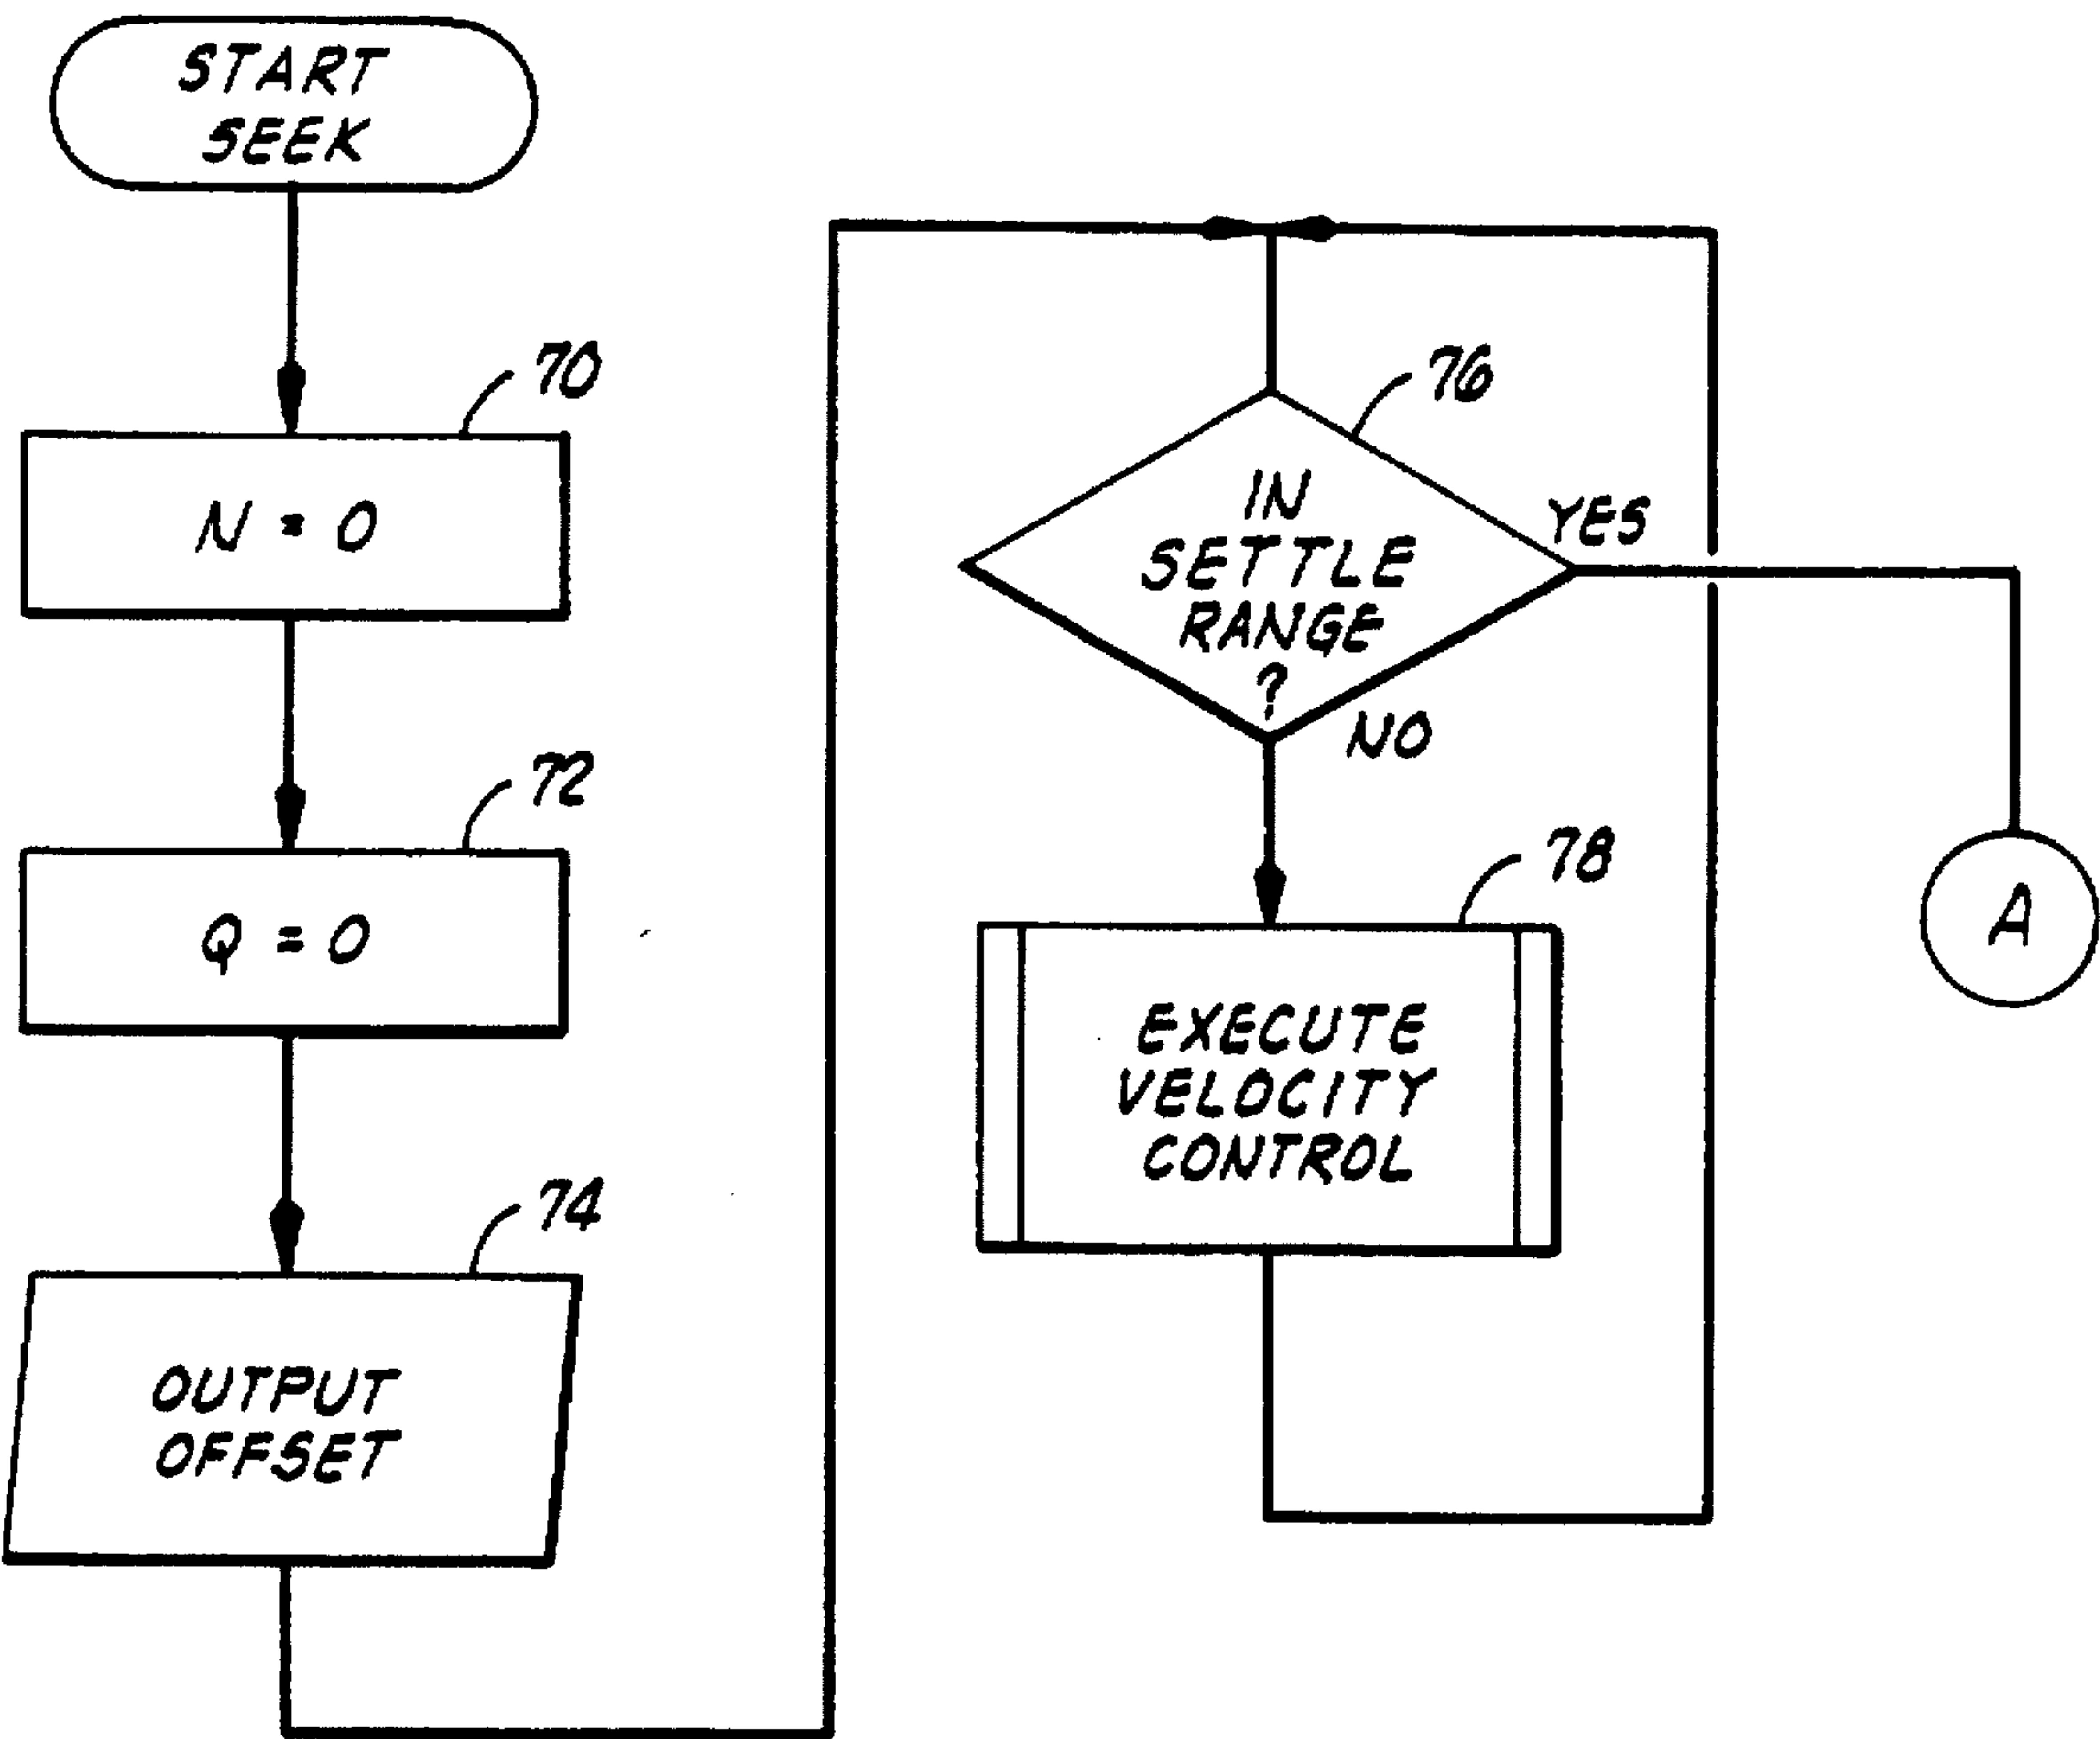 START
SEEK
70
N = 0
72
Q = 0
74
OUTPUT
OFFSET
76
IN
SETTLE
RANGE
?
YES
NO
78
EXECUTE
VELOCITY
CONTROL
A